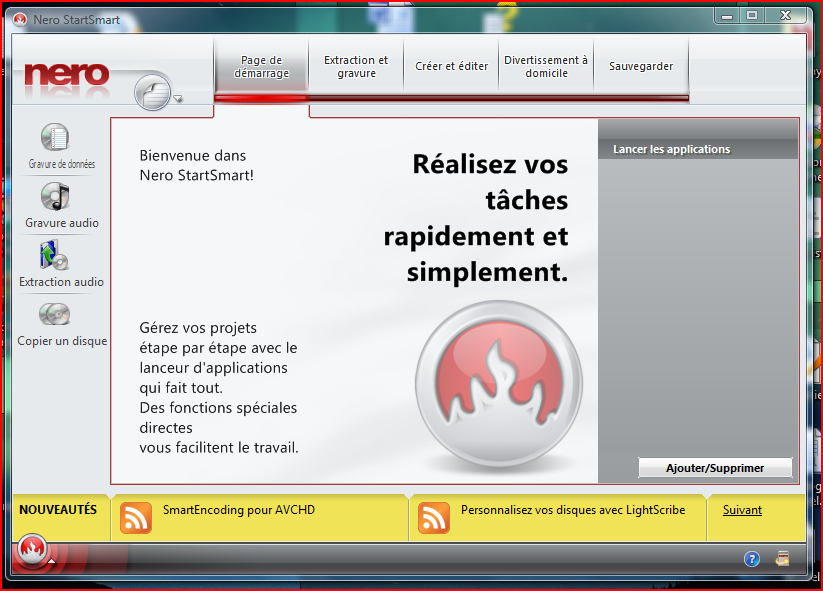 Nero StartSmart
nero
Page de
démarrage
Extraction et
gravure
Créer et éditer
Divertissement à
domicile
Sauvegarder
Gravure de données
Gravure audio
Extraction audio
Copier un disque
Bienvenue dans
Nero StartSmart!
Réalisez vos
tâches
rapidement et
simplement.
Gérez vos projets
étape par étape avec le
lanceur d'applications
qui fait tout.
Des fonctions spéciales
directes
vous facilitent le travail.
Lancer les applications
Ajouter/Supprimer
NOUVEAUTÉS
SmartEncoding pour AVCHD
Personnalisez vos disques avec LightScribe
Suivant